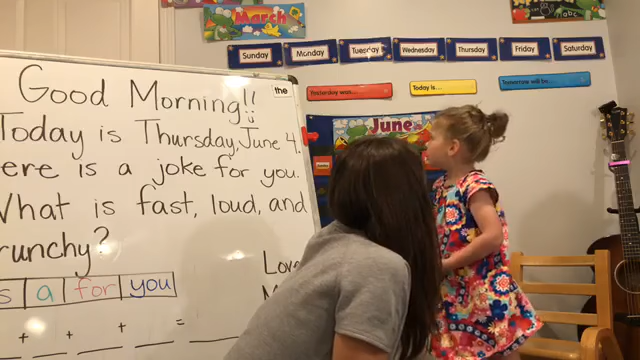 March
Sunday Monday Tuesday Wednesday Thursday Friday Saturday
Yesterday was... Today is... Tomorrow will be...
the
June
Good Morning!!
Today is Thursday, June 4.
ere is a joke for you.
What is fast, loud, and
runchy?
s a for you
Love
+ + + =